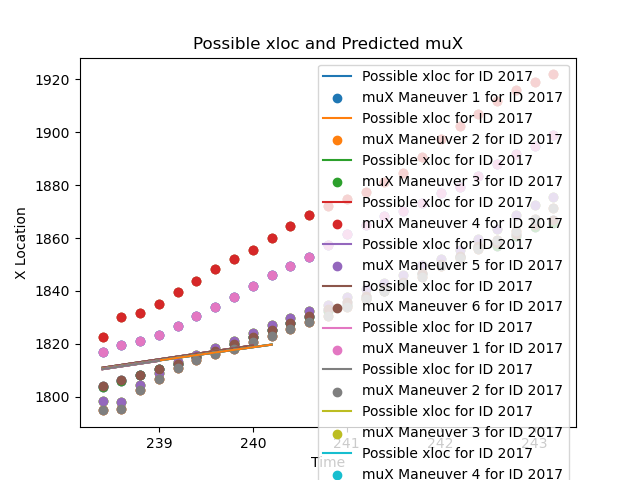 Possible xloc and Predicted muX
1920
1900
1880
1860
1840
1820
1800
X Location
239
240
241
242
243
Time
Possible xloc for ID 2017
muX Maneuver 1 for ID 2017
Possible xloc for ID 2017
muX Maneuver 2 for ID 2017
Possible xloc for ID 2017
muX Maneuver 3 for ID 2017
Possible xloc for ID 2017
muX Maneuver 4 for ID 2017
Possible xloc for ID 2017
muX Maneuver 5 for ID 2017
Possible xloc for ID 2017
muX Maneuver 6 for ID 2017
Possible xloc for ID 2017
muX Maneuver 1 for ID 2017
Possible xloc for ID 2017
muX Maneuver 2 for ID 2017
Possible xloc for ID 2017
muX Maneuver 3 for ID 2017
Possible xloc for ID 2017
muX Maneuver 4 for ID 2017